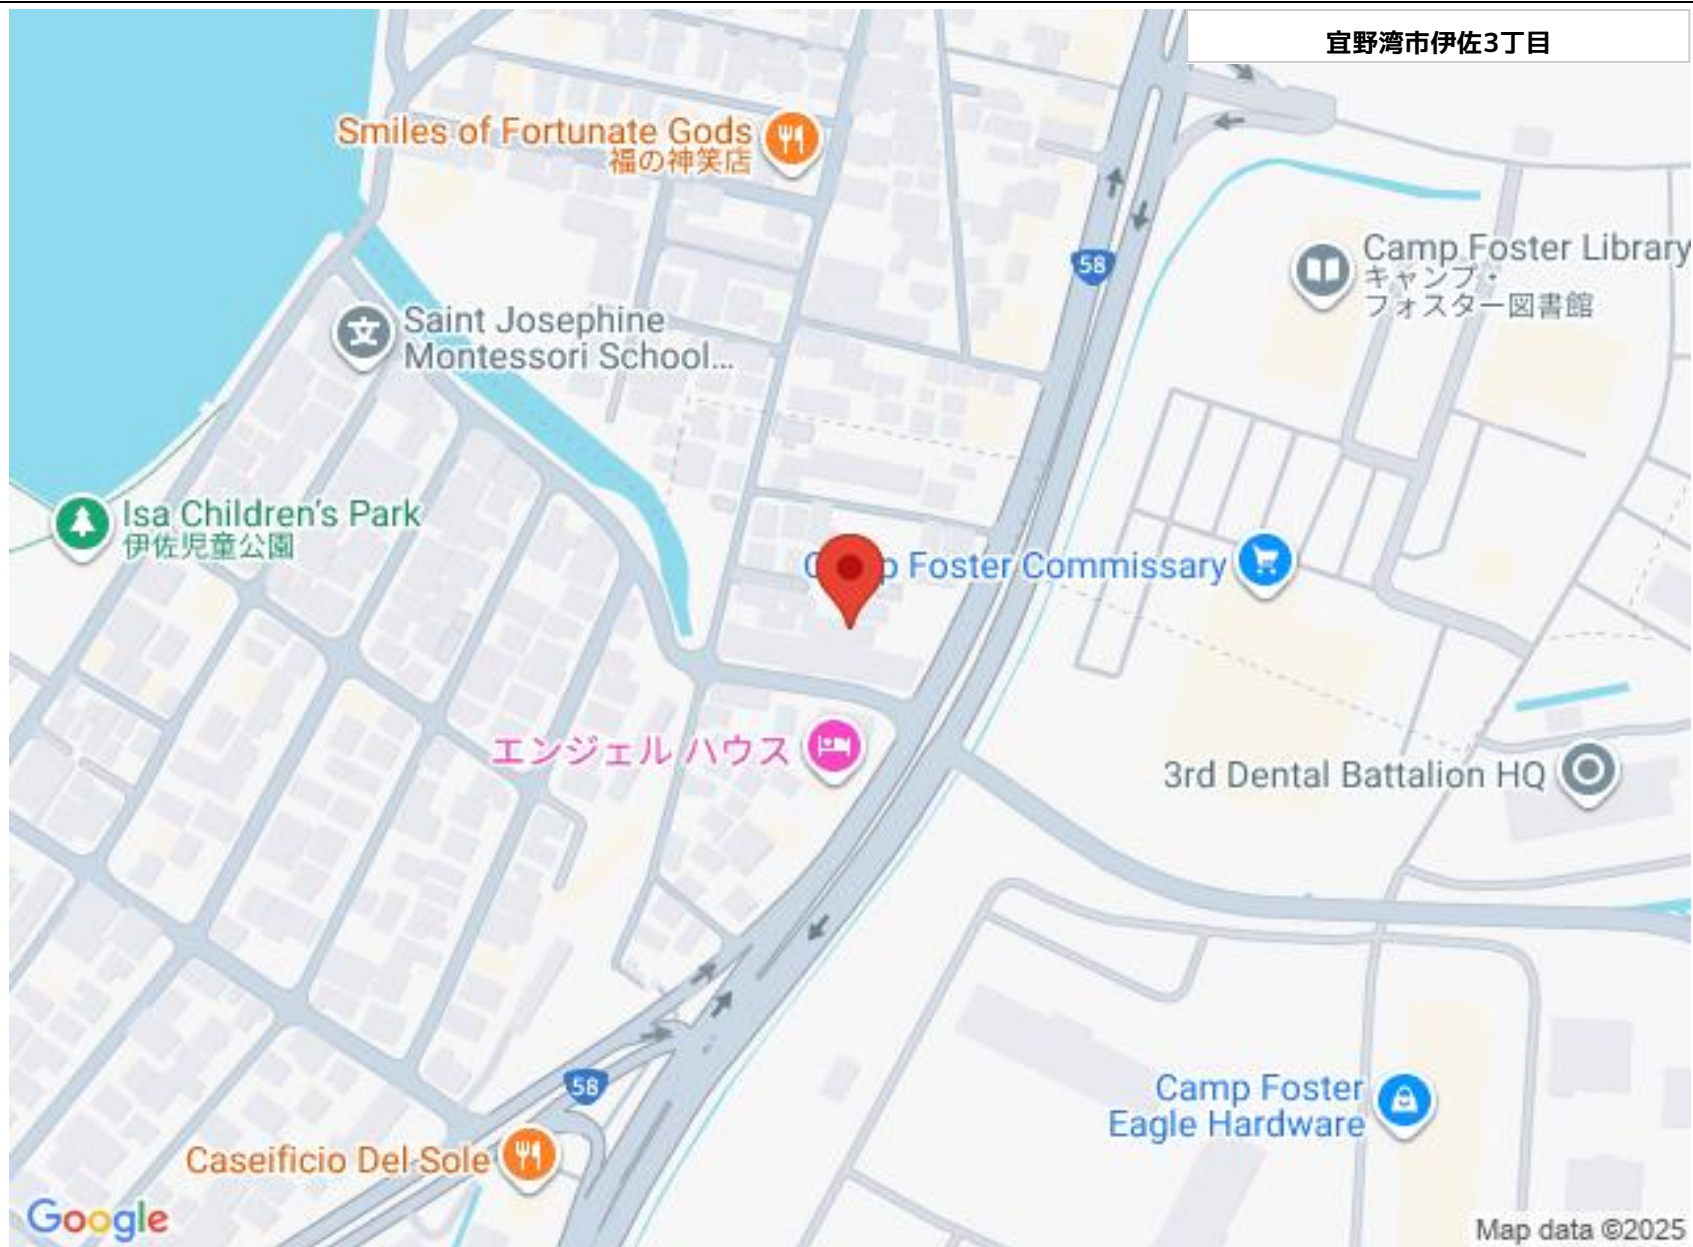 宜野湾市伊佐3丁目
Smiles of Fortunate Gods
福の神笑店
58
Camp Foster Library
キャンプ・
フォスター図書館
Saint Josephine
Montessori School...
Isa Children's Park
伊佐児童公園
Foster Commissary
エンジェル ハウス
3rd Dental Battalion HQ
58
Camp Foster
Eagle Hardware
Caseificio Del Sole
Google
Map data ©2025